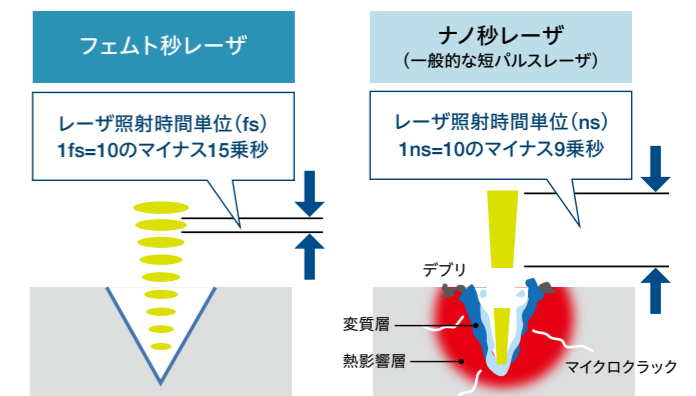 フェムト秒レーザ
レーザ照射時間単位（fs）
1fs=10のマイナス15乗秒
ナノ秒レーザ
（一般的な短パルスレーザ）
レーザ照射時間単位（ns）
1ns=10のマイナス9乗秒
デブリ
変質層
熱影響層
マイクロクラック